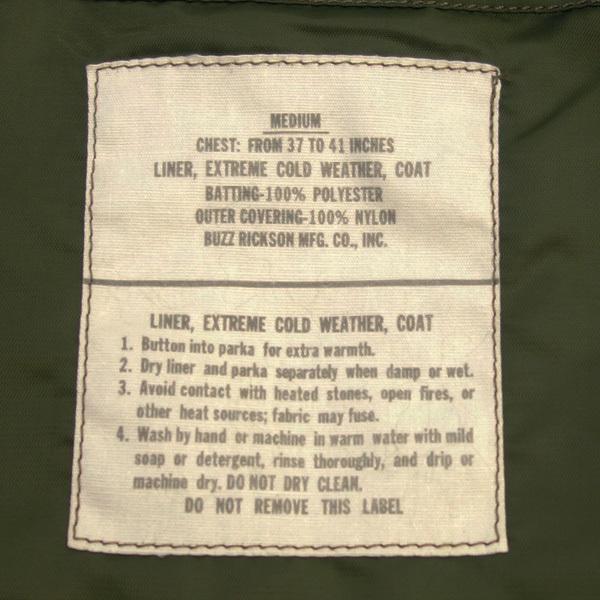 MEDIUM
CHEST: FROM 37 TO 41 INCHES
LINER, EXTREME COLD WEATHER, COAT
BATTING-100% POLYESTER
OUTER COVERING-100% NYLON
BUZZ RICKSON MFG. CO., INC.
LINER, EXTREME COLD WEATHER, COAT
1. Button into parka for extra warmth.
2. Dry liner and parka separately when damp or wet.
3. Avoid contact with heated stones, open fires, or
other heat sources; fabric may fuse.
4. Wash by hand or machine in warm water with mild
soap or detergent, rinse thoroughly, and drip or
machine dry. DO NOT DRY CLEAN.
DO NOT REMOVE THIS LABEL